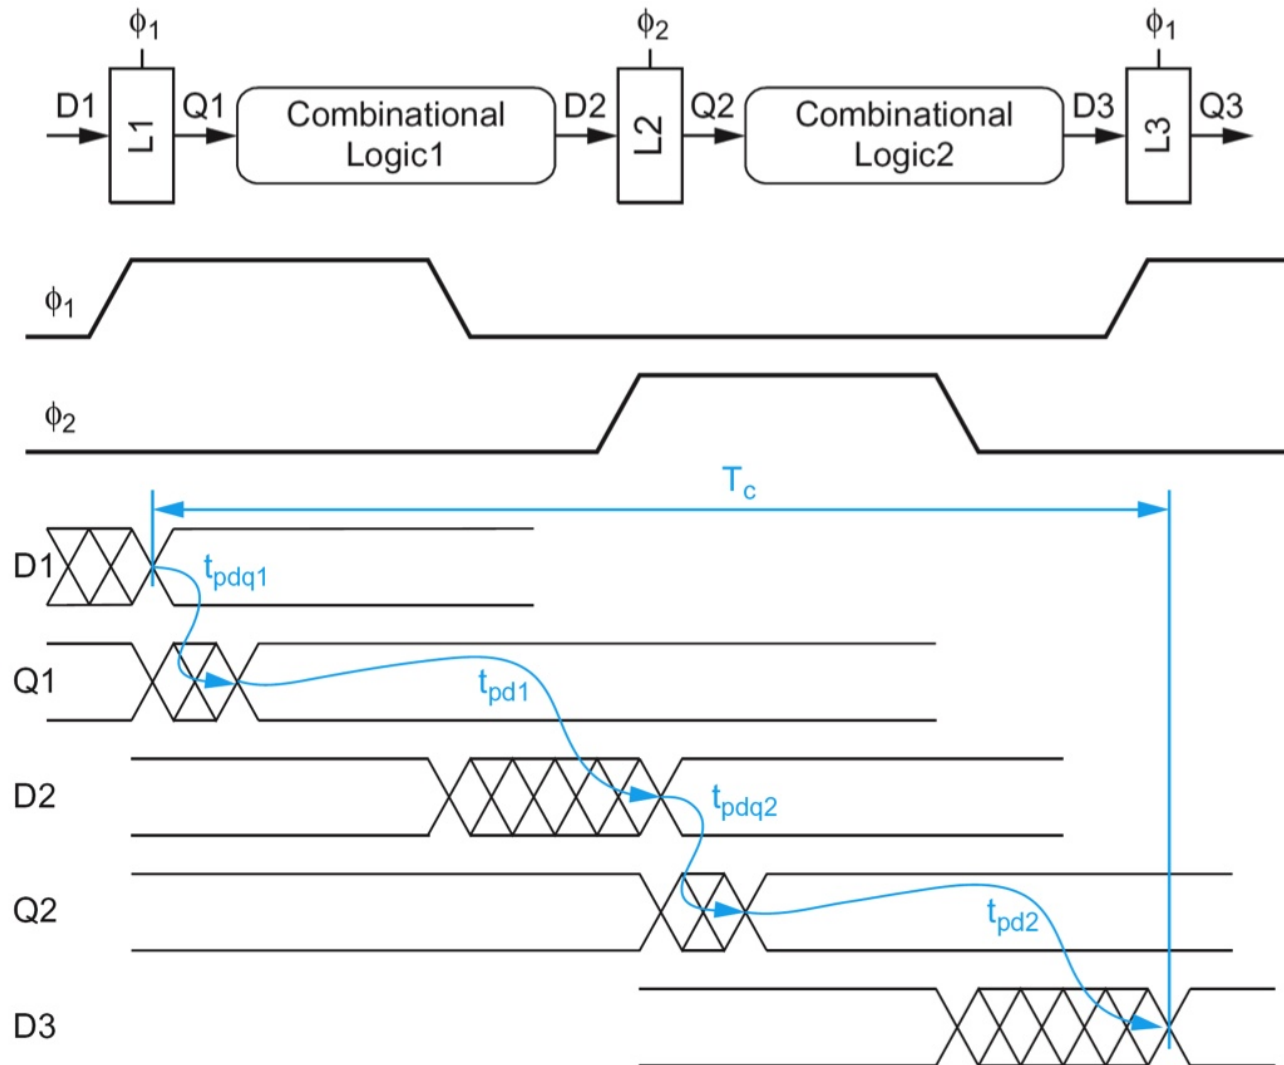 ϕ1 ϕ2 ϕ1
D1 L1 Q1 Combinational Logic1 D2 L2 Q2 Combinational Logic2 D3 L3 Q3
ϕ1
ϕ2
Tc
D1 tpdq1
Q1 tpd1
D2 tpdq2
Q2 tpd2
D3